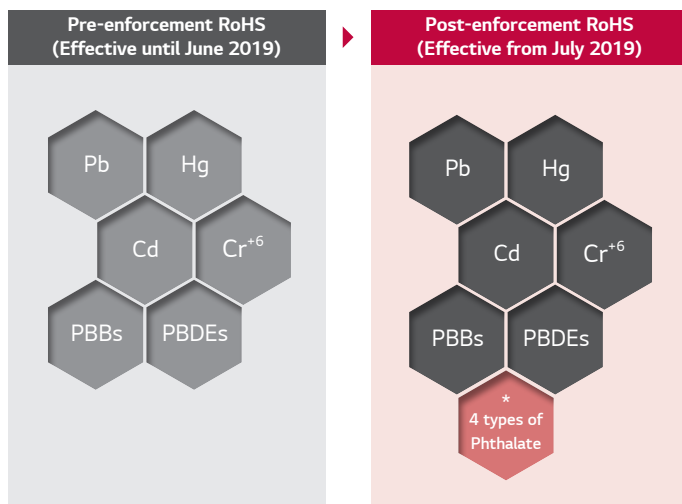 Pre-enforcement RoHS
(Effective until June 2019)
Post-enforcement RoHS
(Effective from July 2019)
Pb
Hg
Cd
Cr+6
PBBs
PBDEs
Pb
Hg
Cd
Cr+6
PBBs
PBDEs
*
4 types of
Phthalate